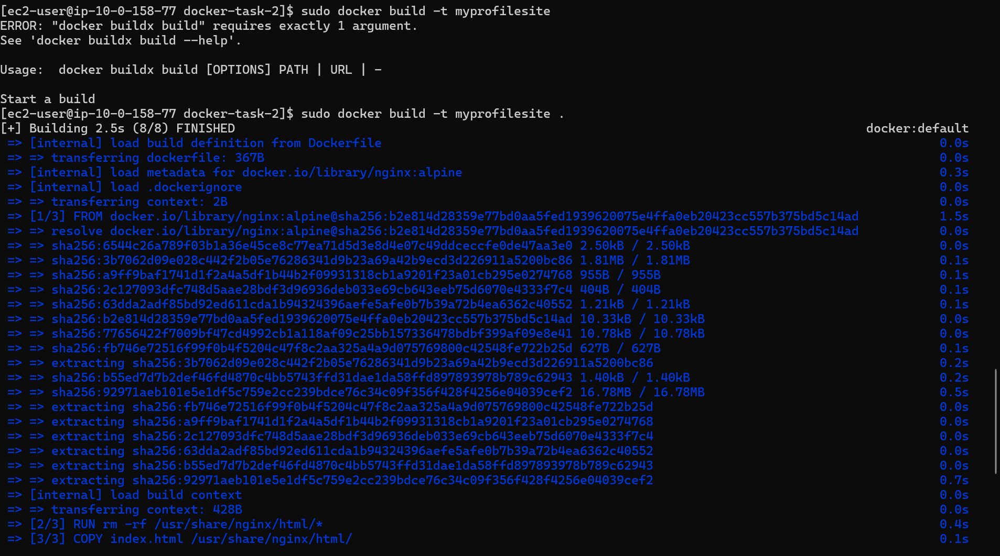 [ec2-user@ip-10-0-158-77 docker-task-2]$ sudo docker build -t myprofilesite
ERROR: "docker buildx build" requires exactly 1 argument.
See 'docker buildx build --help'.
Usage:  docker buildx build [OPTIONS] PATH | URL | -
Start a build
[ec2-user@ip-10-0-158-77 docker-task-2]$ sudo docker build -t myprofilesite .
[+] Building 2.5s (8/8) FINISHED docker:default
=> [internal] load build definition from Dockerfile 0.0s
=> => transferring dockerfile: 367B 0.0s
=> [internal] load metadata for docker.io/library/nginx:alpine 0.3s
=> [internal] load .dockerignore 0.0s
=> => transferring context: 2B 0.0s
=> [1/3] FROM docker.io/library/nginx:alpine@sha256:b2e814d28359e77bd0aa5fed1939620075e4ffa0eb20423cc557b375bd5c14ad 1.5s
=> => resolve docker.io/library/nginx:alpine@sha256:b2e814d28359e77bd0aa5fed1939620075e4ffa0eb20423cc557b375bd5c14ad 0.0s
=> => sha256:6544c26a789f03b1a36e45ce8c77ea71d5d3e8d4e07c49ddceccfe0de47aa3e0 2.50kB / 2.50kB 0.0s
=> => sha256:3b7062d09e028c442f2b05e76286341d9b23a69a42b9ecd3d226911a5200bc86 1.81MB / 1.81MB 0.1s
=> => sha256:a9ff9baf1741d1f2a4a5df1b44b2f09931318cb1a9201f23a01cb295e0274768 955B / 955B 0.1s
=> => sha256:2c127093dfc748d5aae28bdf3d96936deb033e69cb643eeb75d6070e4333f7c4 404B / 404B 0.1s
=> => sha256:63dda2adf85bd92ed611cda1b94324396aefe5afe0b7b39a72b4ea6362c40552 1.21kB / 1.21kB 0.1s
=> => sha256:b2e814d28359e77bd0aa5fed1939620075e4ffa0eb20423cc557b375bd5c14ad 10.33kB / 10.33kB 0.0s
=> => sha256:77656422f7009bf47cd4992cb1a118af09c25bb157336478bdbf399af09e8e41 10.78kB / 10.78kB 0.0s
=> => sha256:fb746e72516f99f0b4f5204c47f8c2aa325a4a9d075769800c42548fe722b25d 627B / 627B 0.1s
=> => extracting sha256:3b7062d09e028c442f2b05e76286341d9b23a69a42b9ecd3d226911a5200bc86 0.2s
=> => sha256:b55ed7d7b2def46fd4870c4bb5743ffd31dae1da58ffd897893978b789c62943 1.40kB / 1.40kB 0.2s
=> => sha256:92971aeb101e5e1df5c759e2cc239bdce76c34c09f356f428f4256e04039cef2 16.78MB / 16.78MB 0.5s
=> => extracting sha256:fb746e72516f99f0b4f5204c47f8c2aa325a4a9d075769800c42548fe722b25d 0.0s
=> => extracting sha256:a9ff9baf1741d1f2a4a5df1b44b2f09931318cb1a9201f23a01cb295e0274768 0.0s
=> => extracting sha256:2c127093dfc748d5aae28bdf3d96936deb033e69cb643eeb75d6070e4333f7c4 0.0s
=> => extracting sha256:63dda2adf85bd92ed611cda1b94324396aefe5afe0b7b39a72b4ea6362c40552 0.0s
=> => extracting sha256:b55ed7d7b2def46fd4870c4bb5743ffd31dae1da58ffd897893978b789c62943 0.0s
=> => extracting sha256:92971aeb101e5e1df5c759e2cc239bdce76c34c09f356f428f4256e04039cef2 0.7s
=> [internal] load build context 0.0s
=> => transferring context: 428B 0.0s
=> [2/3] RUN rm -rf /usr/share/nginx/html/* 0.4s
=> [3/3] COPY index.html /usr/share/nginx/html/ 0.1s